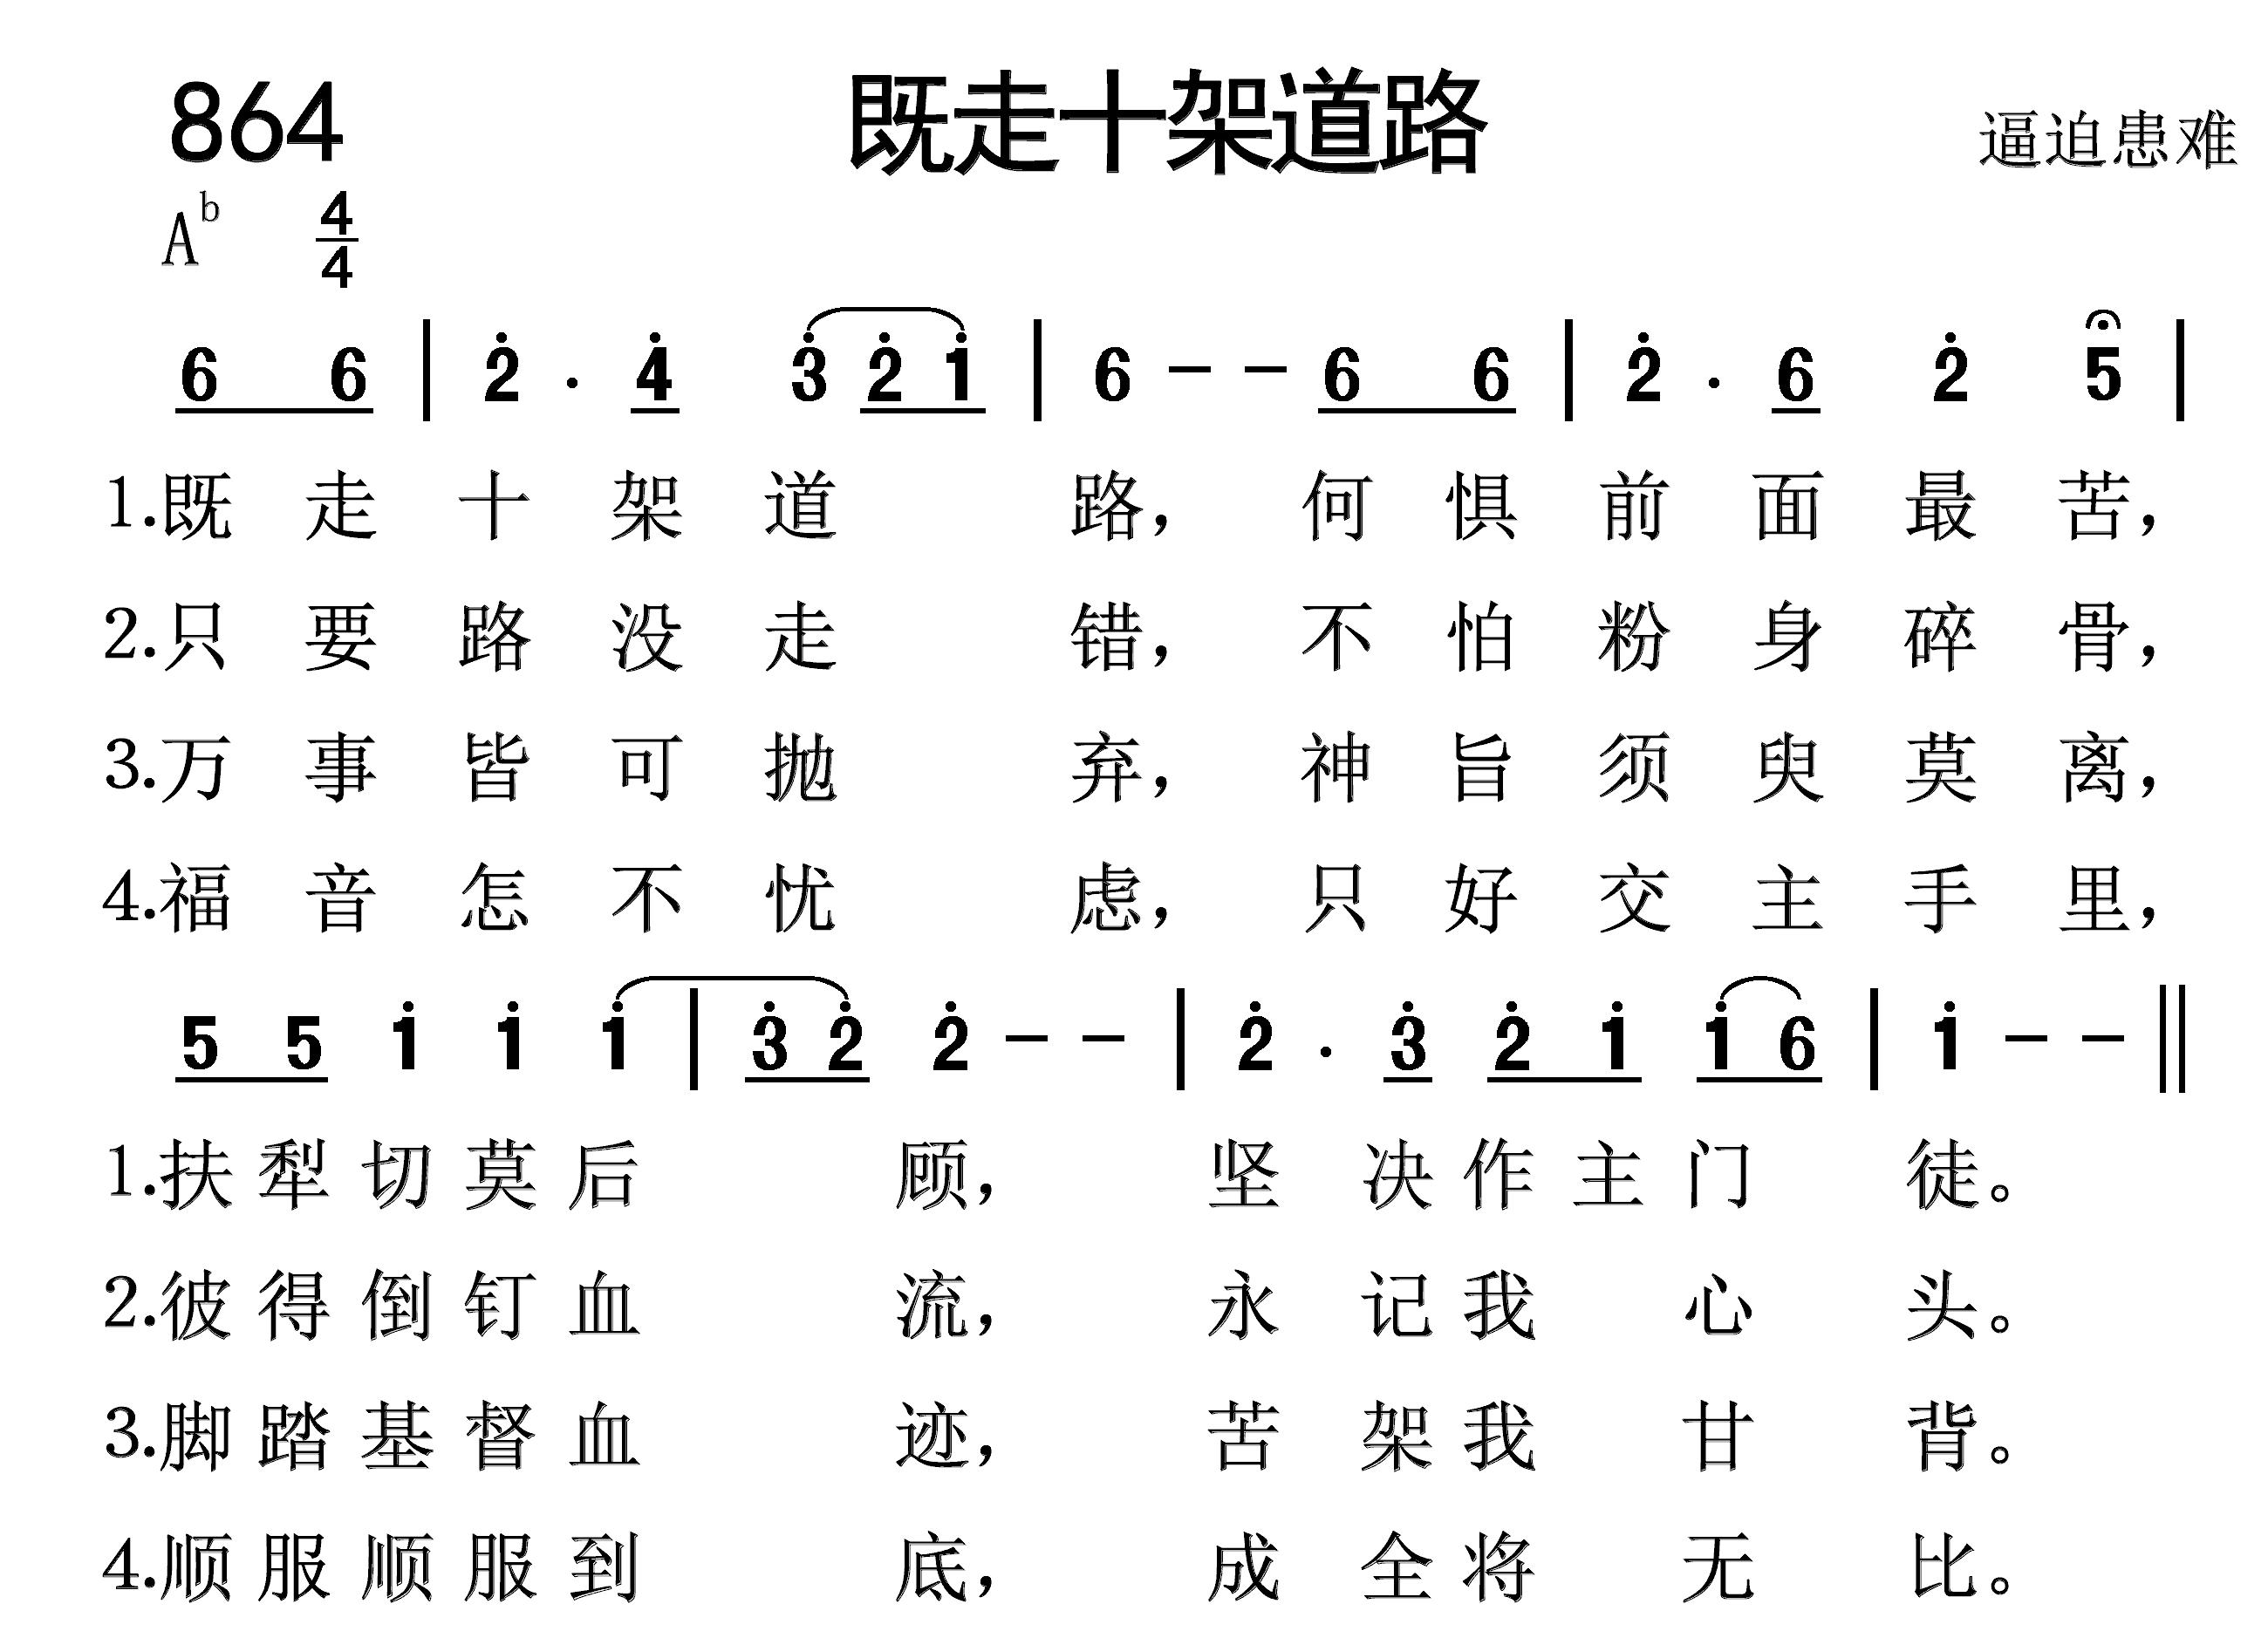 864 既走十架道路 逼迫患难
A♭ 4/4
6 6 | 2 . 4 3 2 1 | 6 – – 6 6 | 2 . 6 2 5 |
1.既走十架道路，何惧前面最苦，
2.只要路没走错，不怕粉身碎骨，
3.万事皆可抛弃，神旨须臾莫离，
4.福音怎不忧虑，只好交主手里，
5 5 1 1 1 | 3 2 2 – – | 2 . 3 2 1 1 6 | 1 – – ||
1.扶犁切莫后顾，坚决作主门徒。
2.彼得倒钉血流，永记我心头。
3.脚踏基督血迹，苦架我甘背。
4.顺服顺服到底，成全将无比。